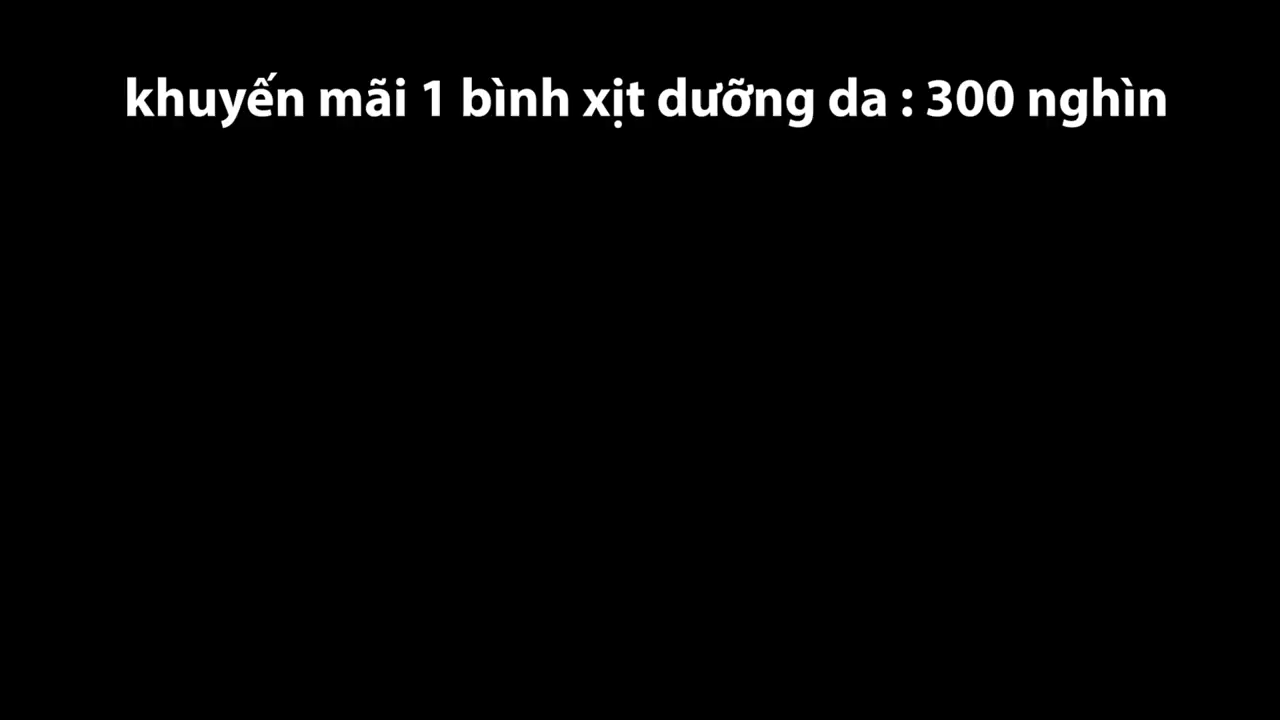 khuyến mãi 1 bình xịt dưỡng da : 300 nghìn